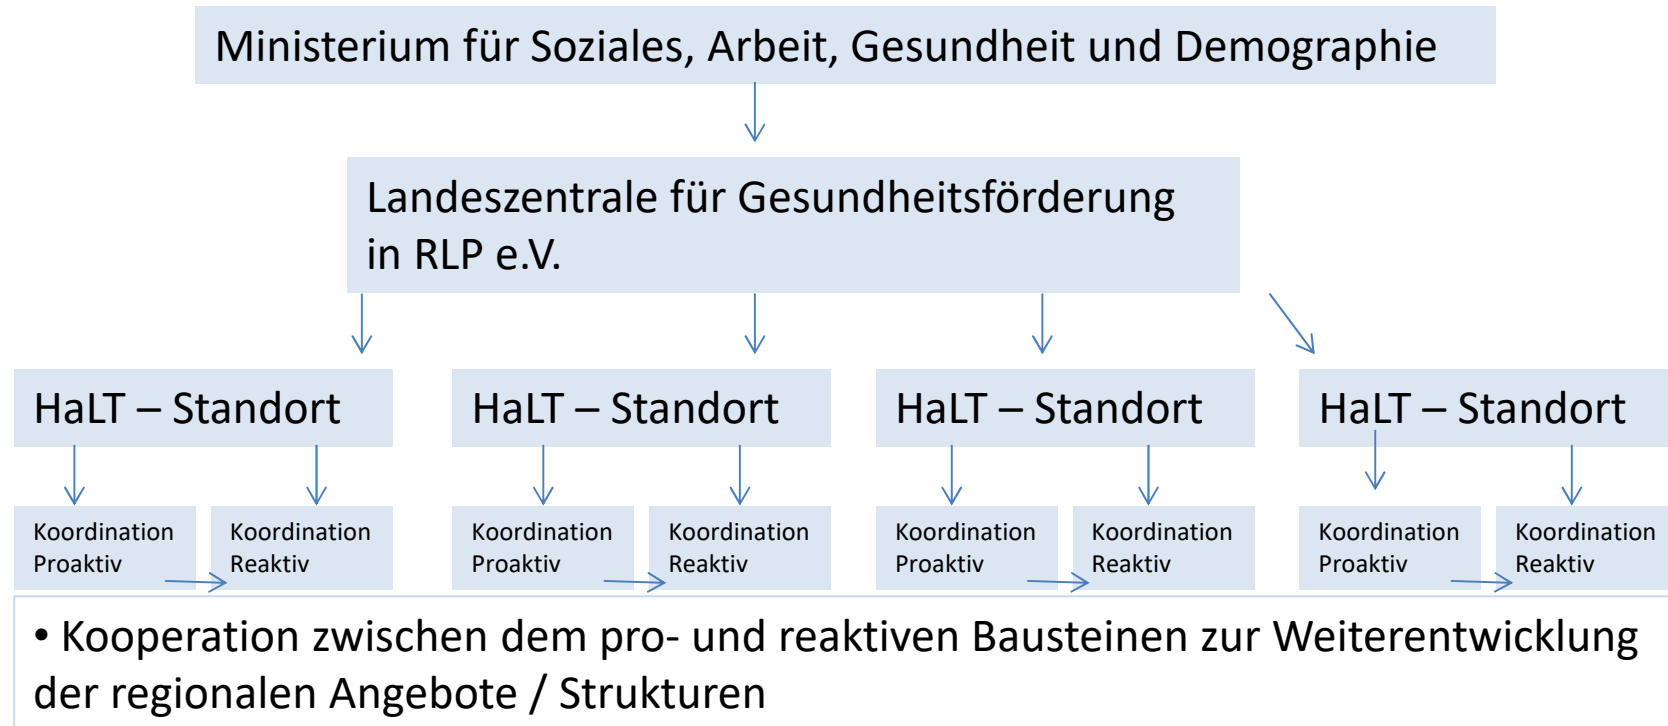 Ministerium für Soziales, Arbeit, Gesundheit und Demographie
Landeszentrale für Gesundheitsförderung
in RLP e.V.
HaLT – Standort
HaLT – Standort
HaLT – Standort
HaLT – Standort
Koordination
Proaktiv
Koordination
Reaktiv
Koordination
Proaktiv
Koordination
Reaktiv
Koordination
Proaktiv
Koordination
Reaktiv
Koordination
Proaktiv
Koordination
Reaktiv
• Kooperation zwischen dem pro- und reaktiven Bausteinen zur Weiterentwicklung
der regionalen Angebote / Strukturen